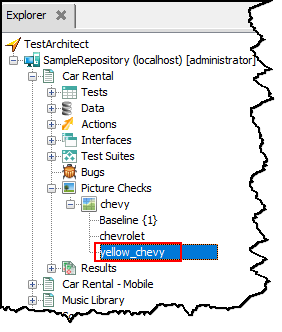 Explorer
TestArchitect
SampleRepository (localhost) [administrator]
Car Rental
Tests
Data
Actions
Interfaces
Test Suites
Bugs
Picture Checks
chevy
Baseline {1}
chevrolet
yellow_chevy
Results
Car Rental - Mobile
Music Library